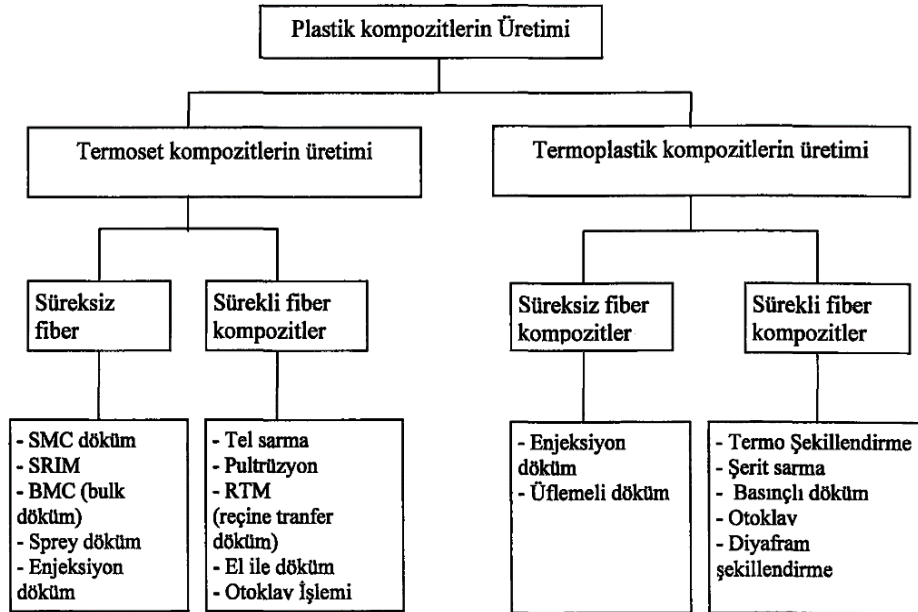 Plastik kompozitlerin Üretimi
Termoset kompozitlerin üretimi
Termoplastik kompozitlerin üretimi
Süreksiz
fiber
Sürekli fiber
kompozitler
Süreksiz fiber
kompozitler
Sürekli fiber
kompozitler
- SMC döküm
- SRIM
- BMC (bulk
döküm)
- Sprey döküm
- Enjeksiyon
döküm
- Tel sarma
- Pultrüzyon
- RTM
(reçine tranfer
döküm)
- El ile döküm
- Otoklav İşlemi
- Enjeksiyon
döküm
- Üflemeli döküm
- Termo Şekillendirme
- Şerit sarma
- Basınçlı döküm
- Otoklav
- Diyafram
şekillendirme